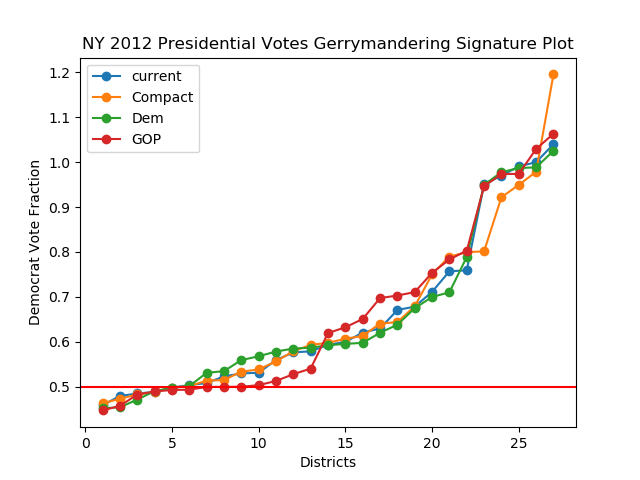 NY 2012 Presidential Votes Gerrymandering Signature Plot
current
Compact
Dem
GOP
Democrat Vote Fraction
1.2
1.1
1.0
0.9
0.8
0.7
0.6
0.5
0 5 10 15 20 25
Districts